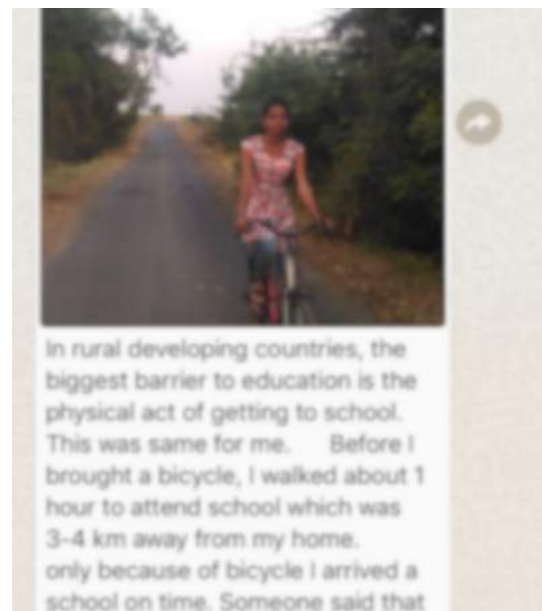 In rural developing countries, the
biggest barrier to education is the
physical act of getting to school.
This was same for me. Before I
brought a bicycle, I walked about 1
hour to attend school which was
3-4 km away from my home.
only because of bicycle I arrived a
school on time. Someone said that